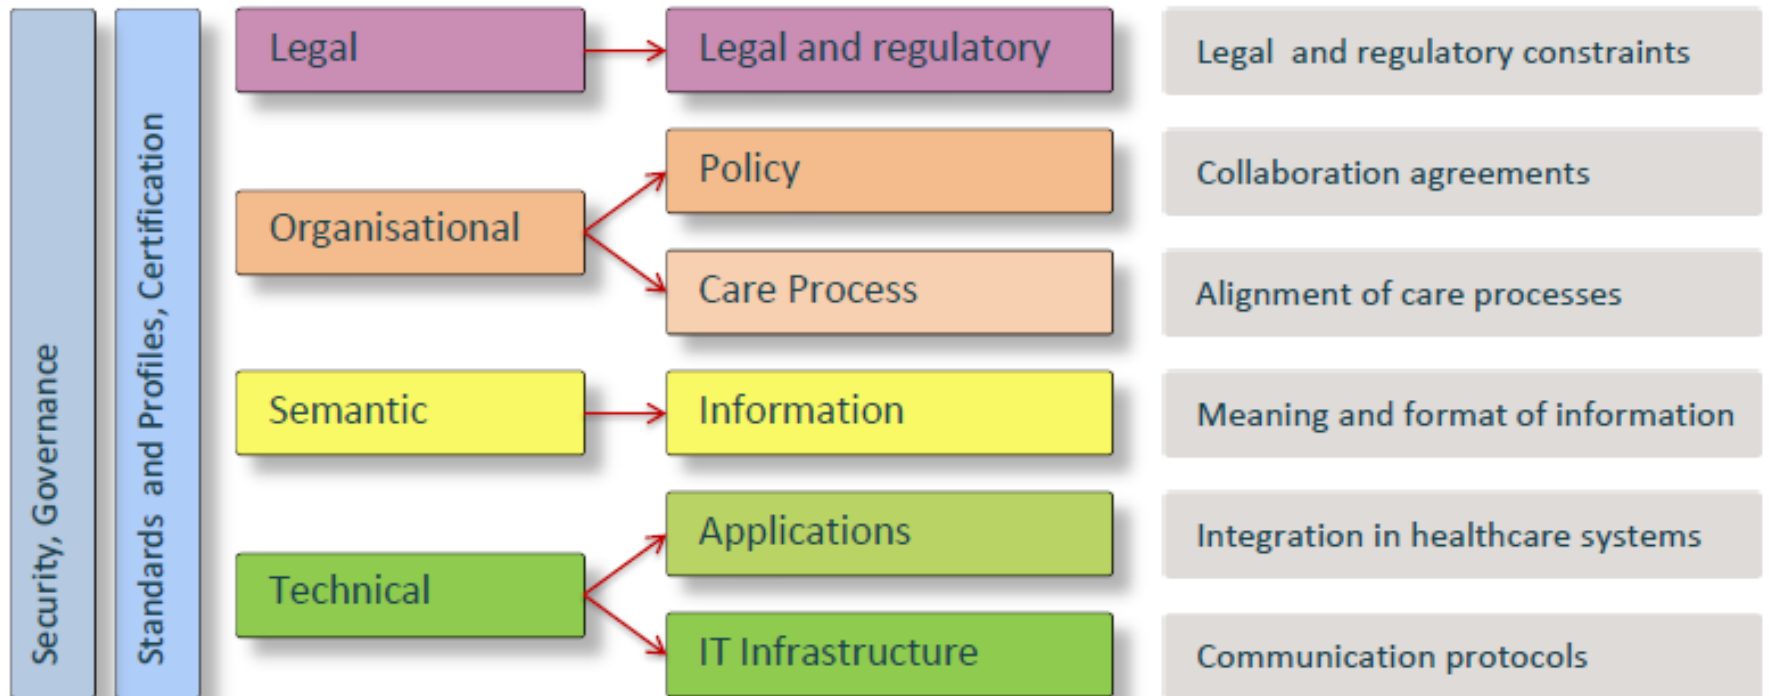 Security, Governance
Standards and Profiles, Certification
Legal
Legal and regulatory
Legal and regulatory constraints
Organisational
Policy
Collaboration agreements
Care Process
Alignment of care processes
Semantic
Information
Meaning and format of information
Technical
Applications
Integration in healthcare systems
IT Infrastructure
Communication protocols